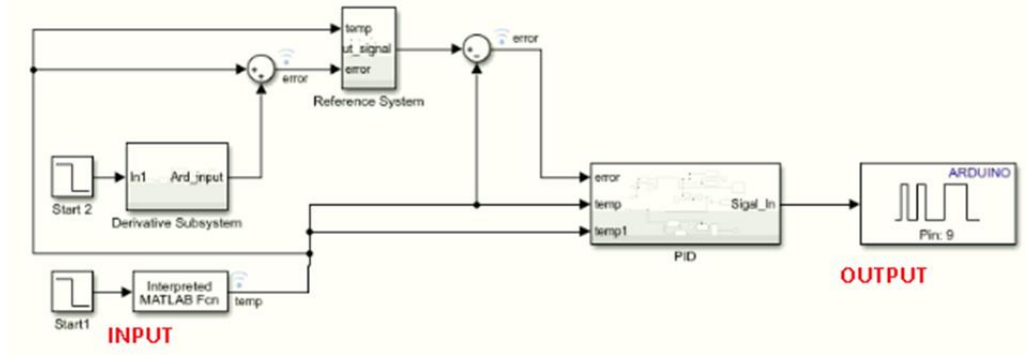 temp
ut_signal
error
Reference System
error
error
In1
Ard_input
Start 2
Derivative Subsystem
error
temp
temp1
Sigal_In
PID
ARDUINO
Pin: 9
OUTPUT
Interpreted
MATLAB Fcn
temp
Start1
INPUT